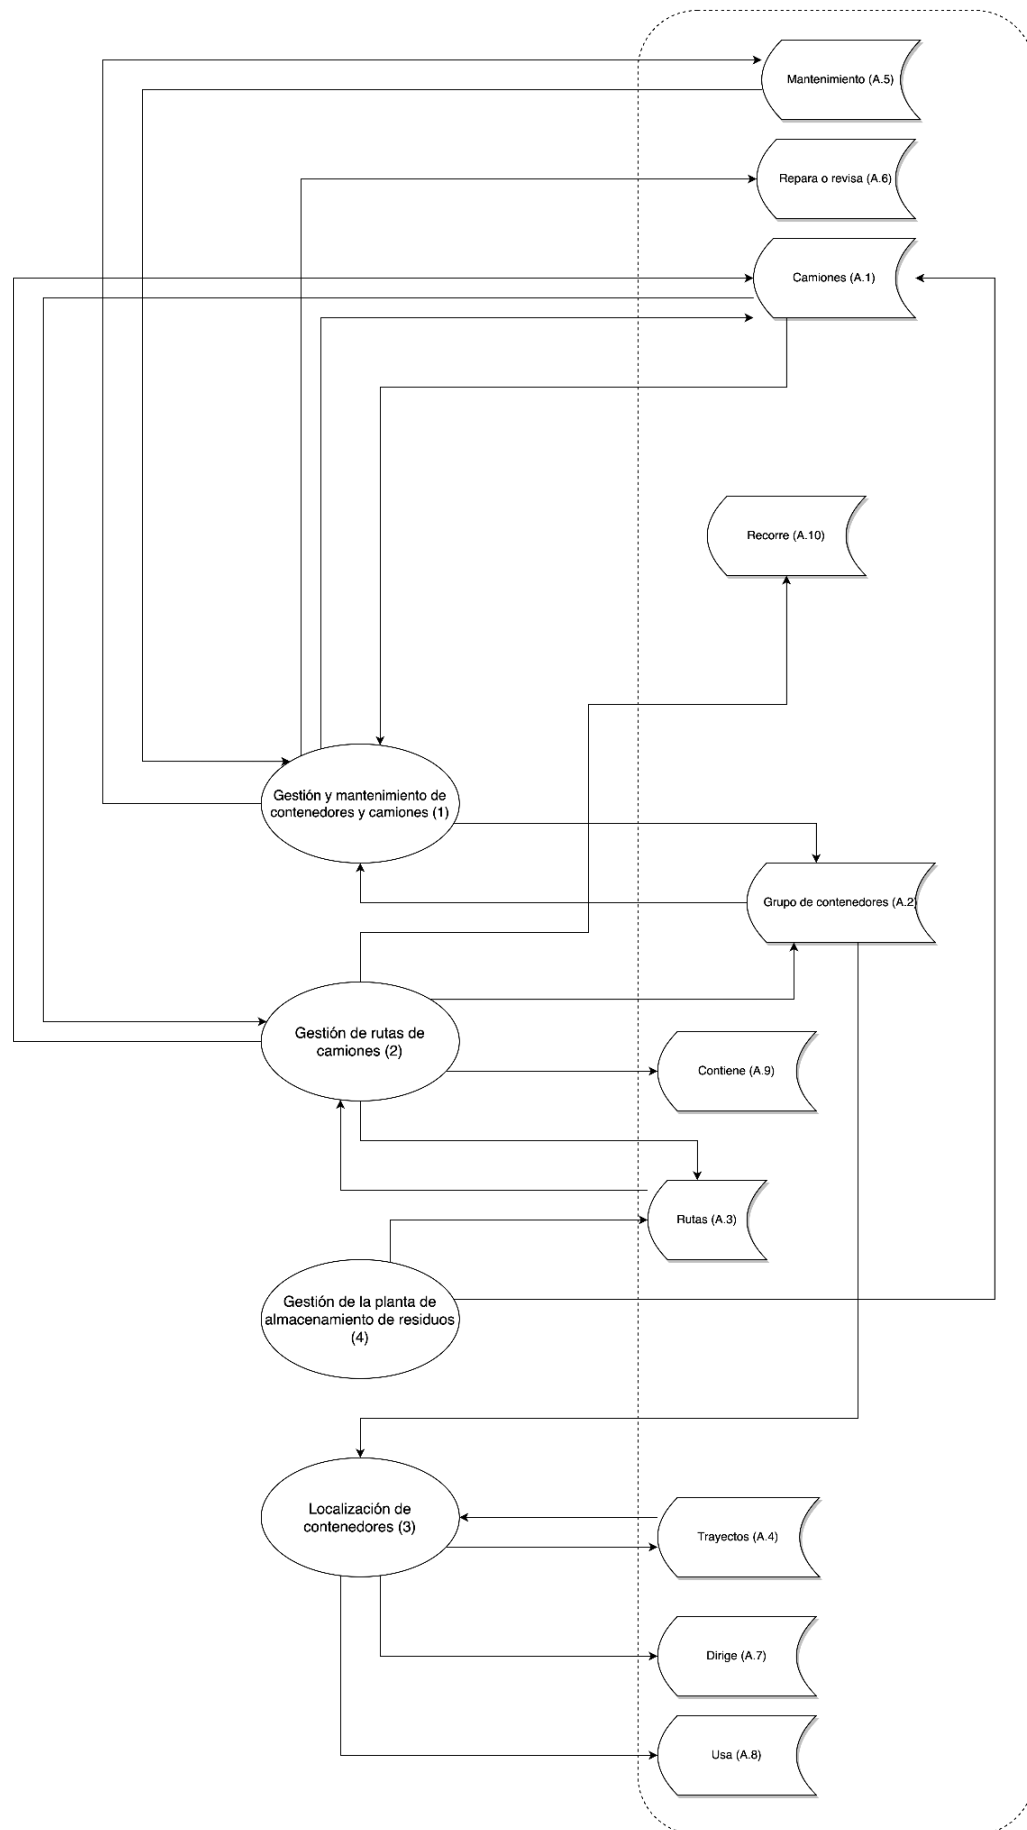 Mantenimiento (A.5)
Repara o revisa (A.6)
Camiones (A.1)
Recorre (A.10)
Gestión y mantenimiento de
contenedores y camiones (1)
Grupo de contenedores (A.2)
Gestión de rutas de
camiones (2)
Contiene (A.9)
Rutas (A.3)
Gestión de la planta de
almacenamiento de residuos
(4)
Localización de
contenedores (3)
Trayectos (A.4)
Dirige (A.7)
Usa (A.8)